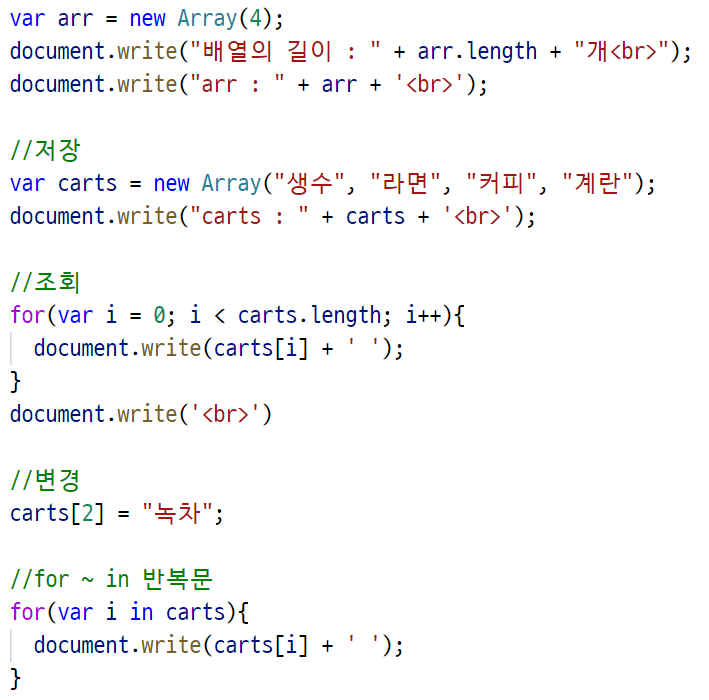 var arr = new Array(4);
document.write("배열의 길이 : " + arr.length + "개<br>");
document.write("arr : " + arr + '<br>');
//저장
var carts = new Array("생수", "라면", "커피", "계란");
document.write("carts : " + carts + '<br>');
//조회
for(var i = 0; i < carts.length; i++){
  document.write(carts[i] + ' ');
}
document.write('<br>')
//변경
carts[2] = "녹차";
//for ~ in 반복문
for(var i in carts){
  document.write(carts[i] + ' ');
}